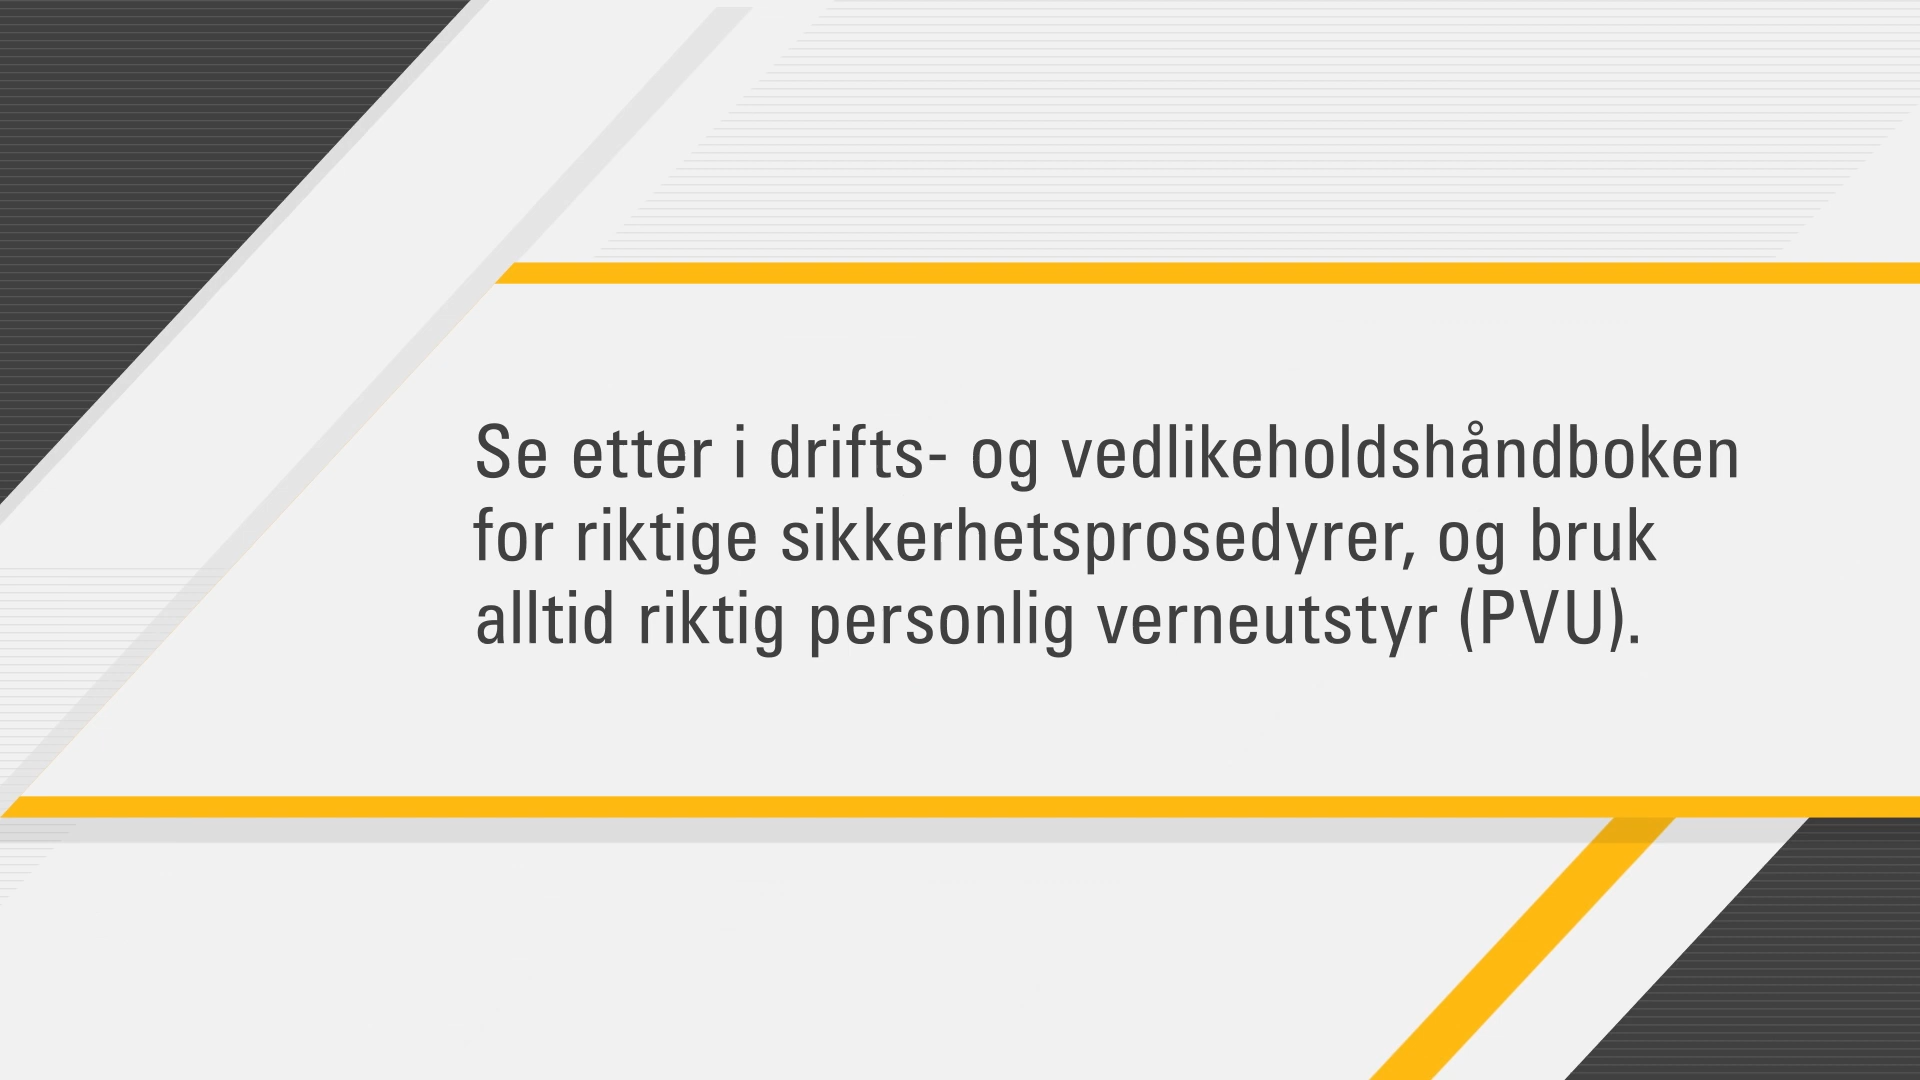 Se etter i drifts- og vedlikeholdshåndboken
for riktige sikkerhetsprosedyrer, og bruk
alltid riktig personlig verneutstyr (PVU).